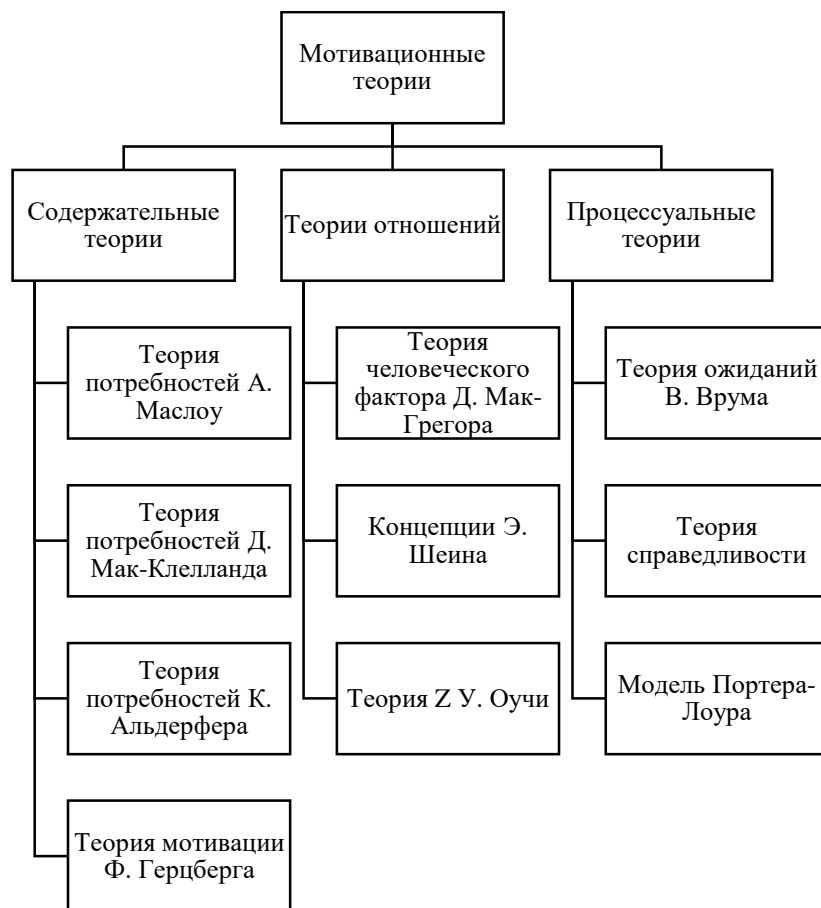 Мотивационные
теории
Содержательные
теории
Теория
потребностей А.
Маслоу
Теория
потребностей Д.
Мак-Клелланда
Теория
потребностей К.
Альдерфера
Теория мотивации
Ф. Герцберга
Теории отношений
Теория
человеческого
фактора Д. Мак-
Грегора
Концепции Э.
Шеина
Теория Z У. Оучи
Процессуальные
теории
Теория ожиданий
В. Врума
Теория
справедливости
Модель Портера-
Лоура